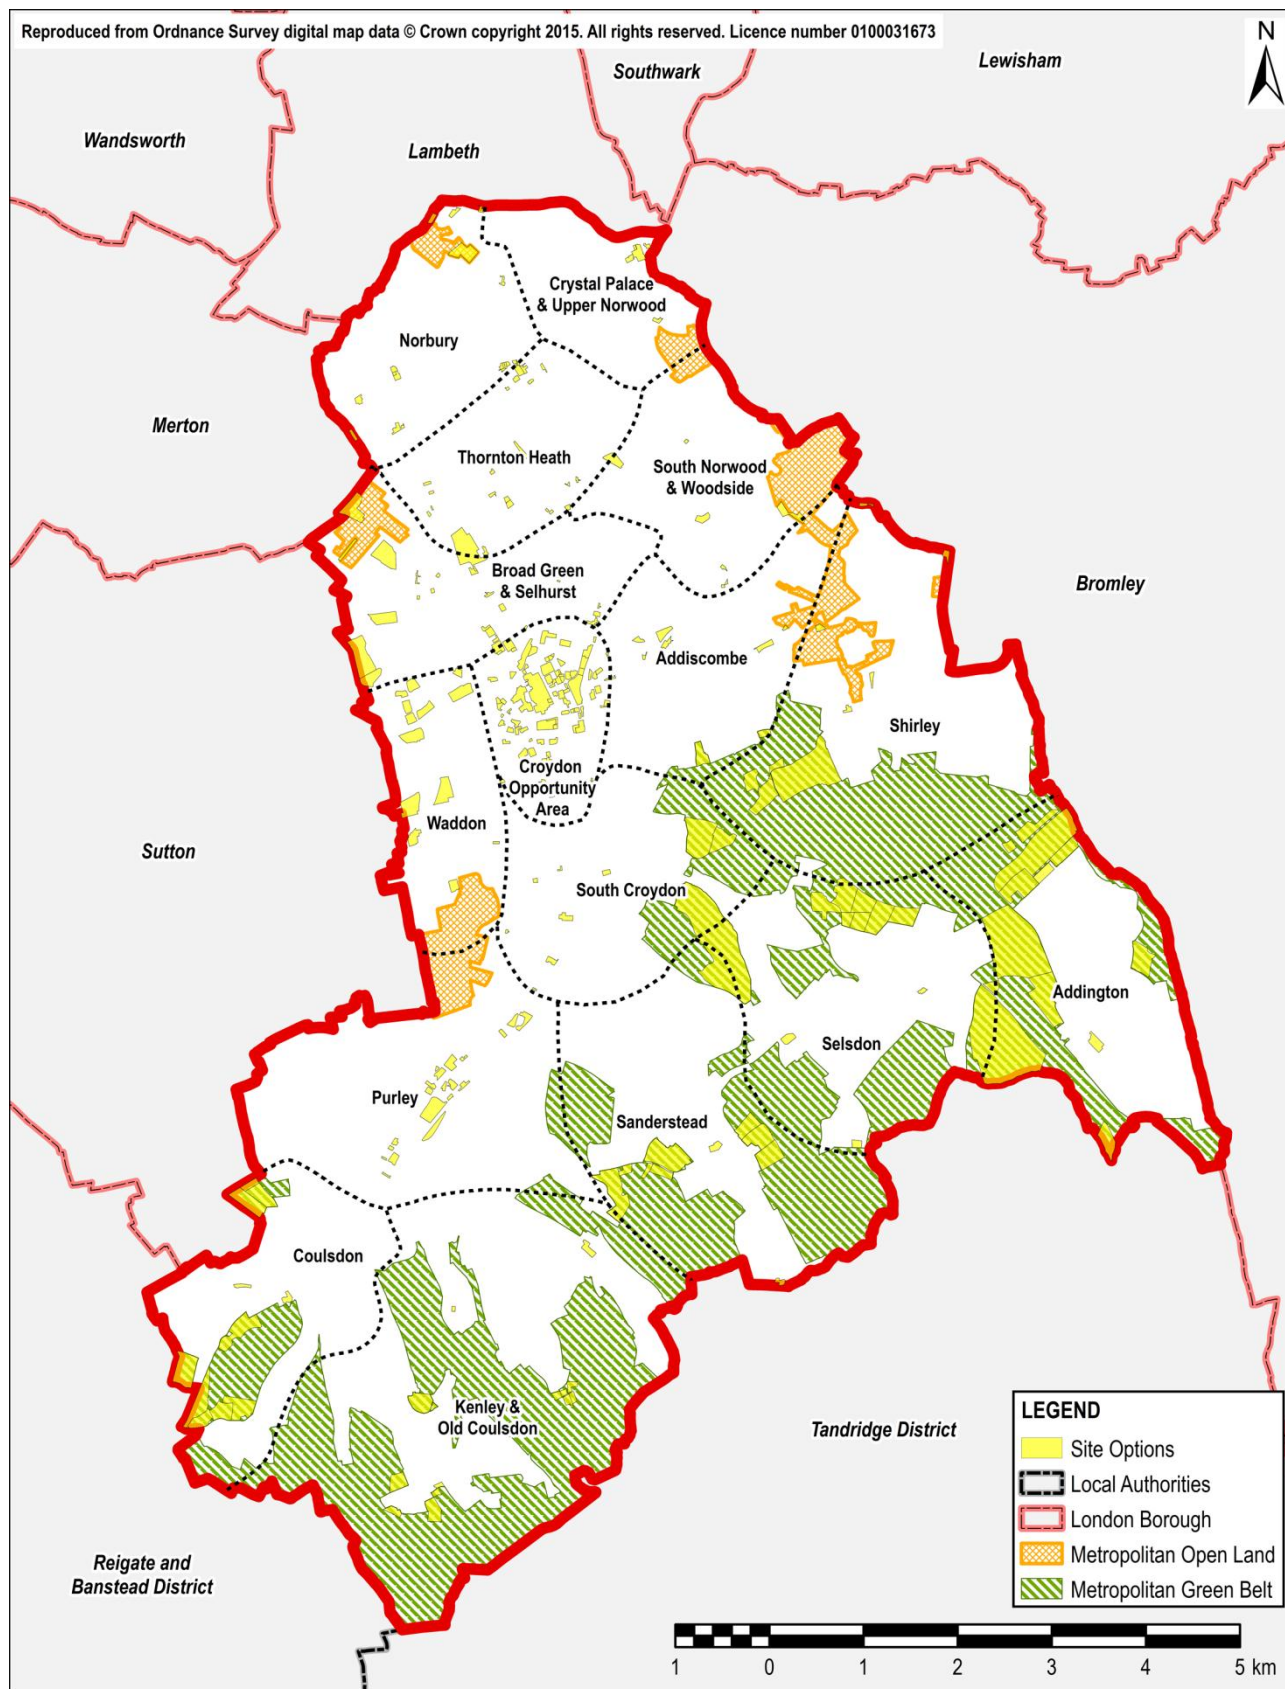 Reproduced from Ordnance Survey digital map data © Crown copyright 2015. All rights reserved. Licence number 0100031673
N
Southwark
Lewisham
Wandsworth
Lambeth
Crystal Palace
& Upper Norwood
Norbury
Merton
Thornton Heath
South Norwood
& Woodside
Broad Green
& Selhurst
Bromley
Addiscombe
Shirley
Croydon
Opportunity
Area
Waddon
Sutton
South Croydon
Addington
Selsdon
Purley
Sanderstead
Coulsdon
Kenley &
Old Coulsdon
Tandridge District
Reigate and
Banstead District
LEGEND
Site Options
Local Authorities
London Borough
Metropolitan Open Land
Metropolitan Green Belt
1 0 1 2 3 4 5 km